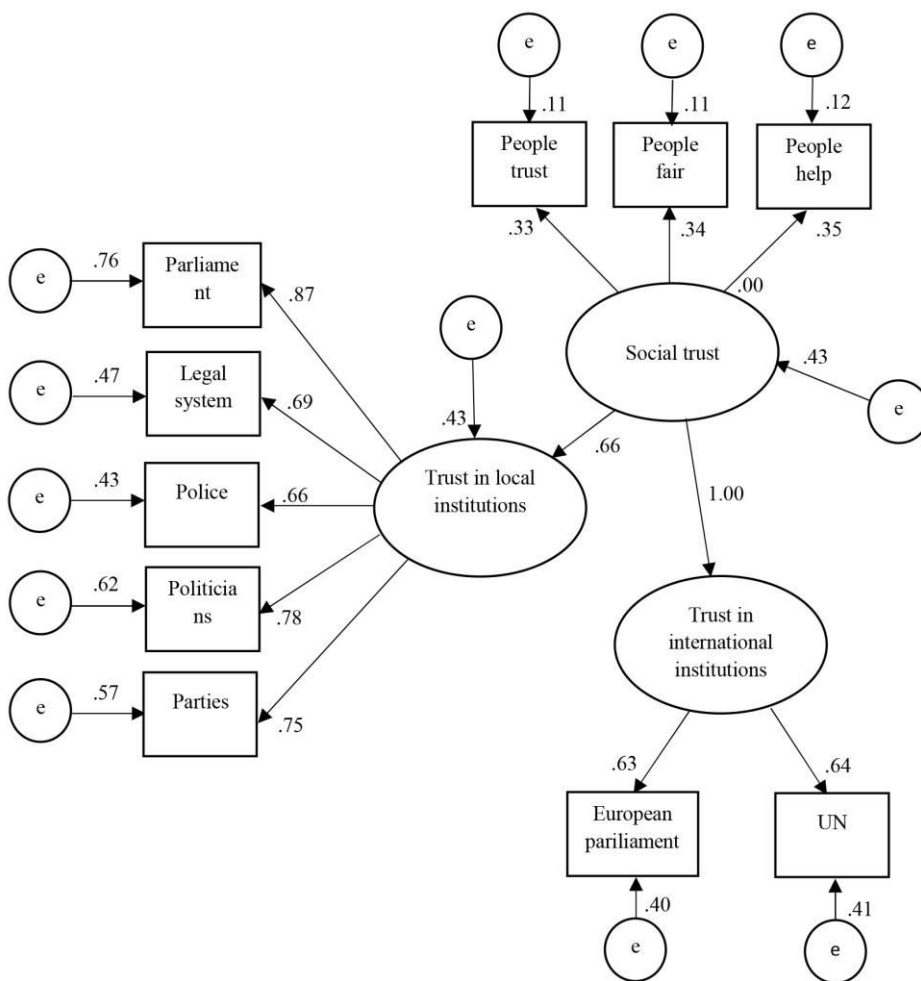 e
e
e
.11
.11
.12
People
trust
People
fair
People
help
.33
.34
.35
.00
e
.76
Parliame
nt
.87
e
Social trust
.43
e
e
.47
Legal
system
.69
.43
.66
Trust in local
institutions
e
.43
Police
.66
1.00
e
.62
Politicia
ns
.78
Trust in
international
institutions
e
.57
Parties
.75
.63
.64
European
pariliament
UN
.40
.41
e
e